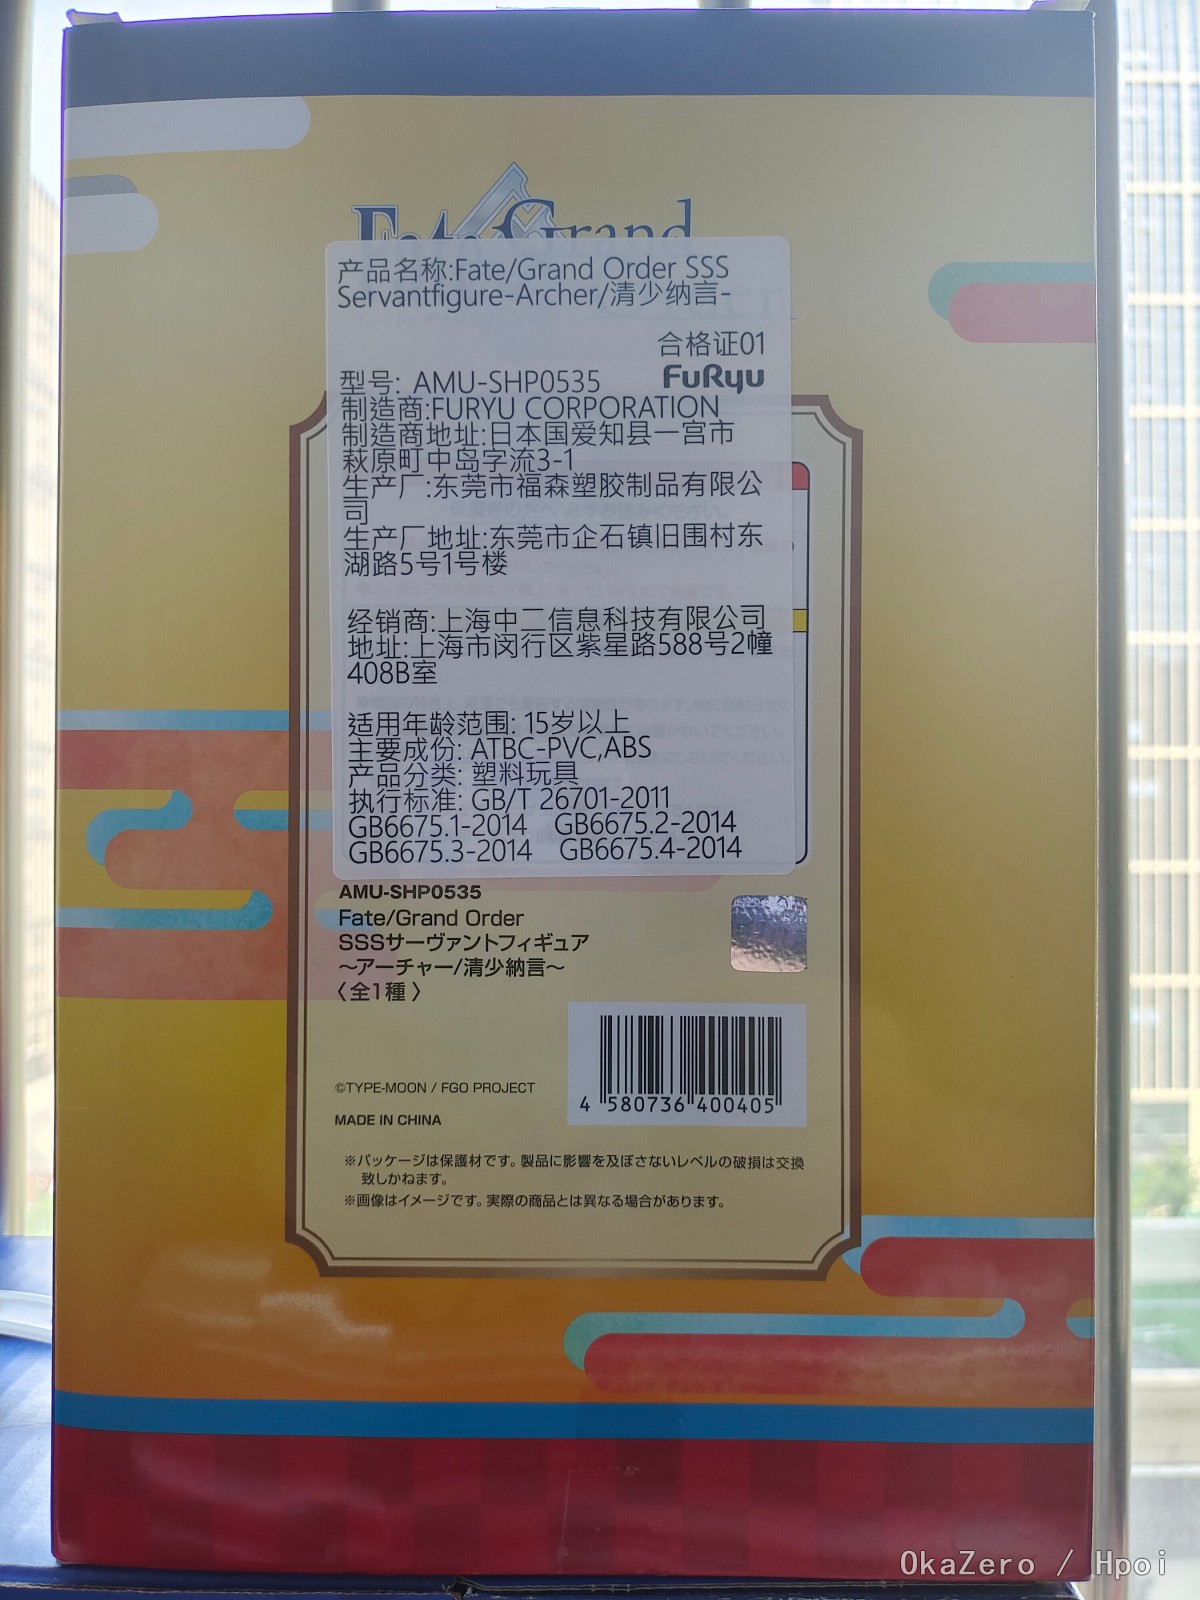 Fate/Grand
产品名称:Fate/Grand Order SSS
Servantfigure-Archer/清少纳言-
合格证01
FuRyu
型号: AMU-SHP0535
制造商:FURYU CORPORATION
制造商地址:日本国爱知县一宫市
萩原町中岛字流3-1
生产厂:东莞市福森塑胶制品有限公
司
生产厂地址:东莞市企石镇旧围村东
湖路5号1号楼
经销商:上海中二信息科技有限公司
地址:上海市闵行区紫星路588号2幢
408B室
适用年龄范围: 15岁以上
主要成份: ATBC-PVC,ABS
产品分类: 塑料玩具
执行标准: GB/T 26701-2011
GB6675.1-2014 GB6675.2-2014
GB6675.3-2014 GB6675.4-2014
AMU-SHP0535
Fate/Grand Order
SSSサーヴァントフィギュア
～アーチャー/清少納言～
〈全1種〉
4 580736 400405
©TYPE-MOON / FGO PROJECT
MADE IN CHINA
※パッケージは保護材です。製品に影響を及ぼさないレベルの破損は交換
致しかねます。
※画像はイメージです。実際の商品とは異なる場合があります。
OkaZero / Hpoi